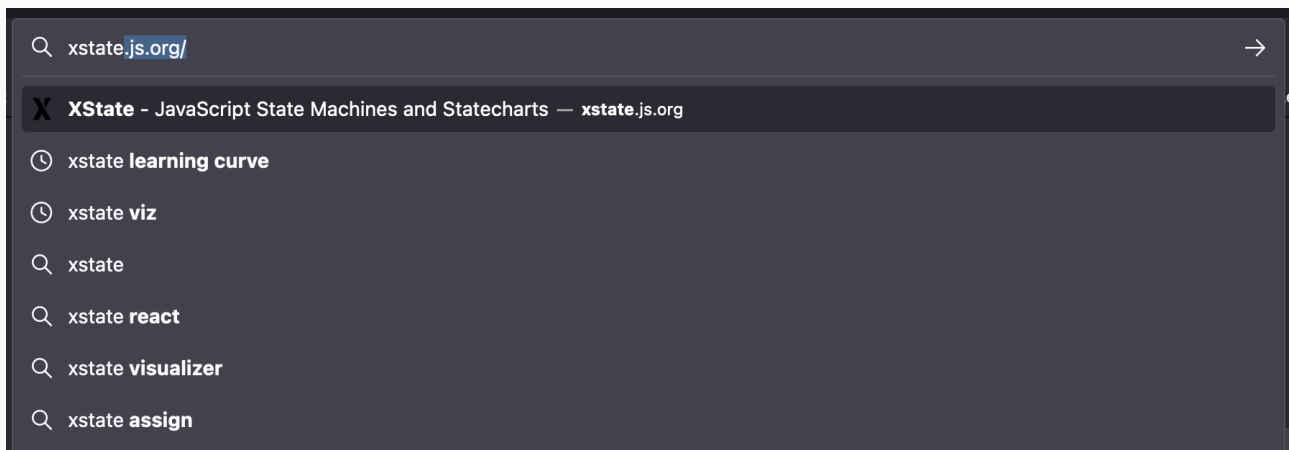 xstate.js.org/
XState - JavaScript State Machines and Statecharts — xstate.js.org
xstate learning curve
xstate viz
xstate
xstate react
xstate visualizer
xstate assign